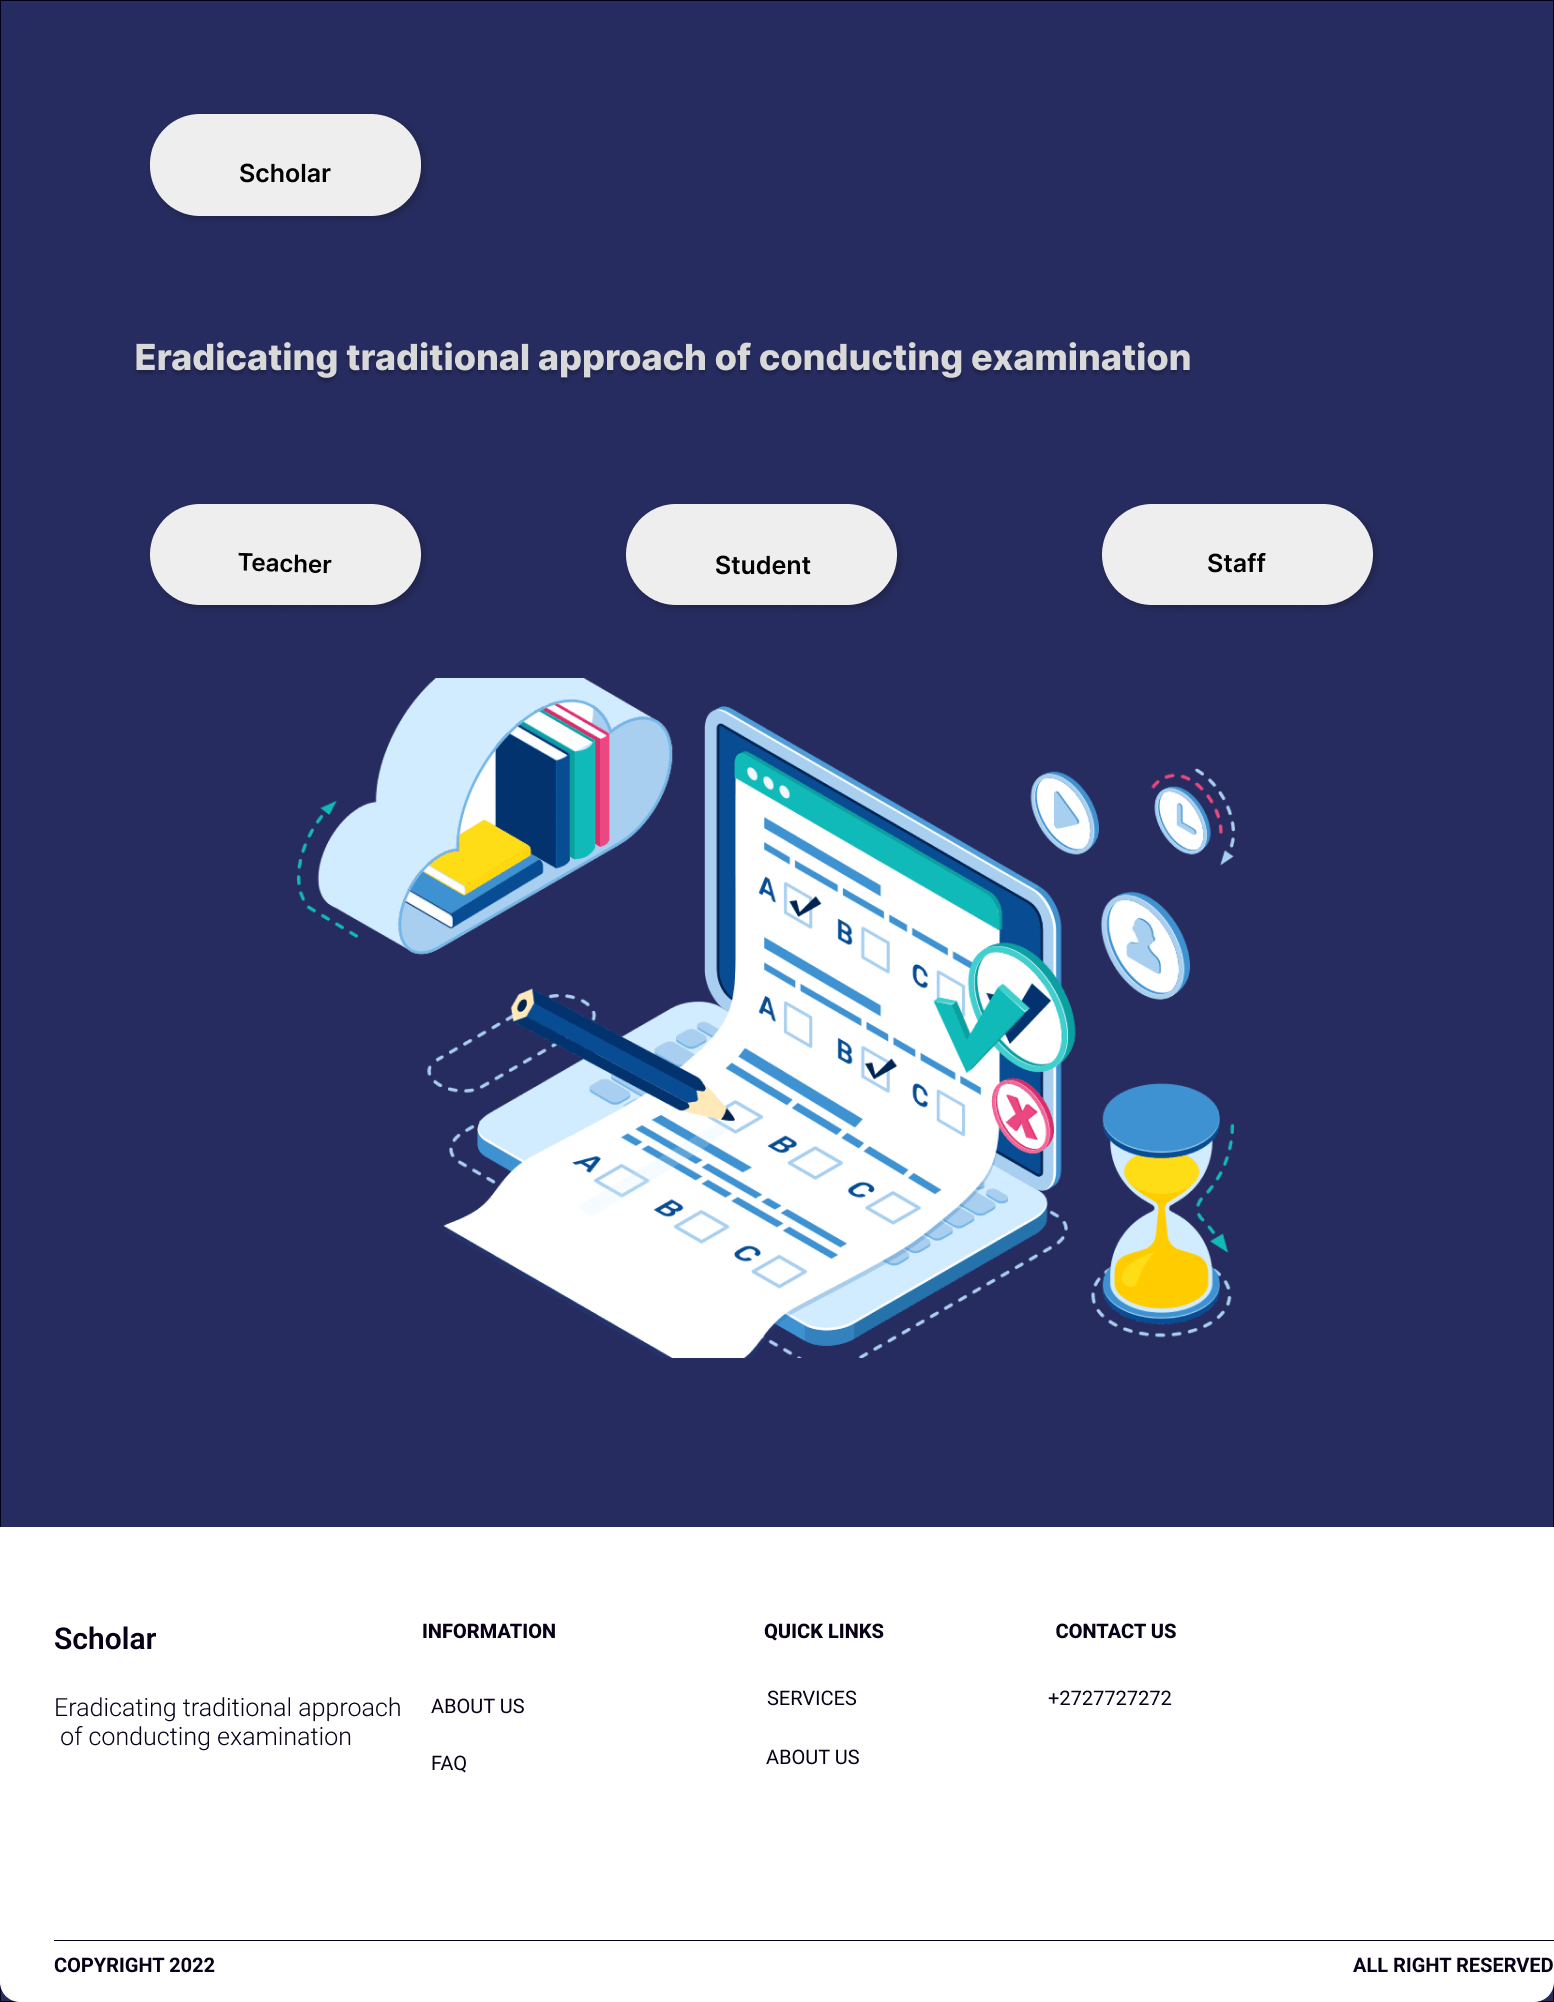 Scholar
Eradicating traditional approach of conducting examination
Teacher
Student
Staff
A
B
C
A
B
C
B
C
A
B
C
Scholar
Eradicating traditional approach
of conducting examination
INFORMATION
ABOUT US
FAQ
QUICK LINKS
SERVICES
ABOUT US
CONTACT US
+2727727272
COPYRIGHT 2022
ALL RIGHT RESERVED